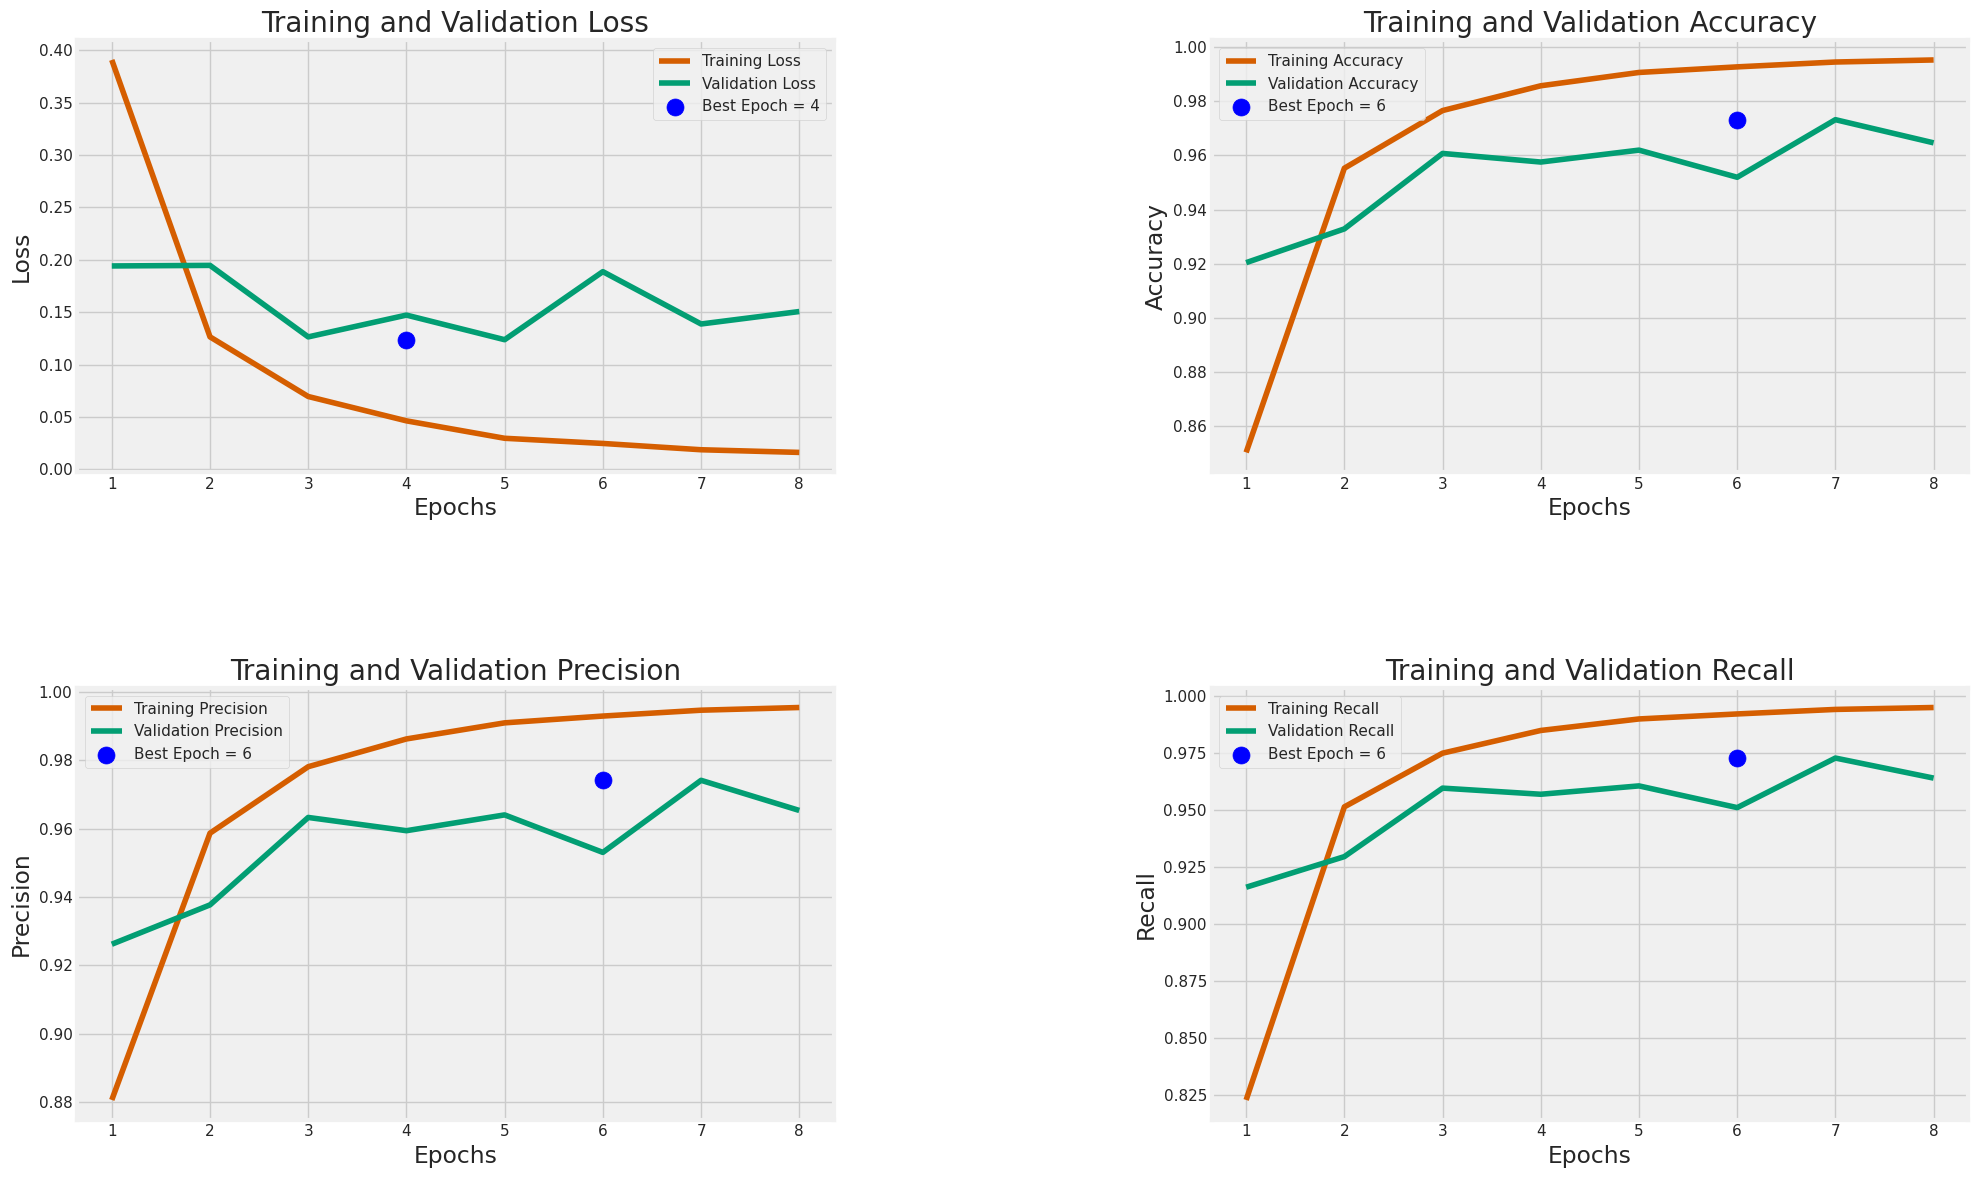 Training and Validation Loss
0.40
0.35
0.30
0.25
0.20
0.15
0.10
0.05
0.00
Loss
Training Loss
Validation Loss
Best Epoch = 4
1 2 3 4 5 6 7 8
Epochs
Training and Validation Accuracy
1.00
0.98
0.96
0.94
0.92
0.90
0.88
0.86
Accuracy
Training Accuracy
Validation Accuracy
Best Epoch = 6
1 2 3 4 5 6 7 8
Epochs
Training and Validation Precision
1.00
0.98
0.96
0.94
0.92
0.90
0.88
Precision
Training Precision
Validation Precision
Best Epoch = 6
1 2 3 4 5 6 7 8
Epochs
Training and Validation Recall
1.000
0.975
0.950
0.925
0.900
0.875
0.850
0.825
Recall
Training Recall
Validation Recall
Best Epoch = 6
1 2 3 4 5 6 7 8
Epochs